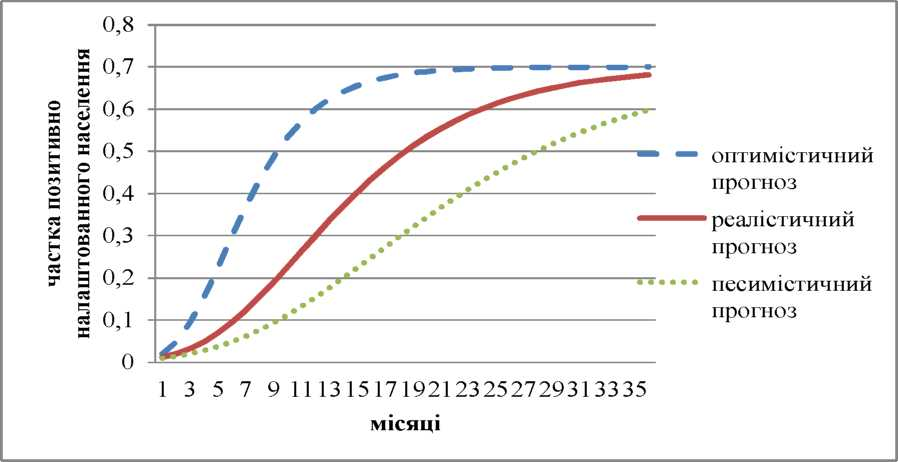 частка позитивно
налаштованного населення
0,8
0,7
0,6
0,5
0,4
0,3
0,2
0,1
0
1 3 5 7 9 11 13 15 17 19 21 23 25 27 29 31 33 35
місяці
оптимістичний
прогноз
реалістичний
прогноз
песимістичний
прогноз